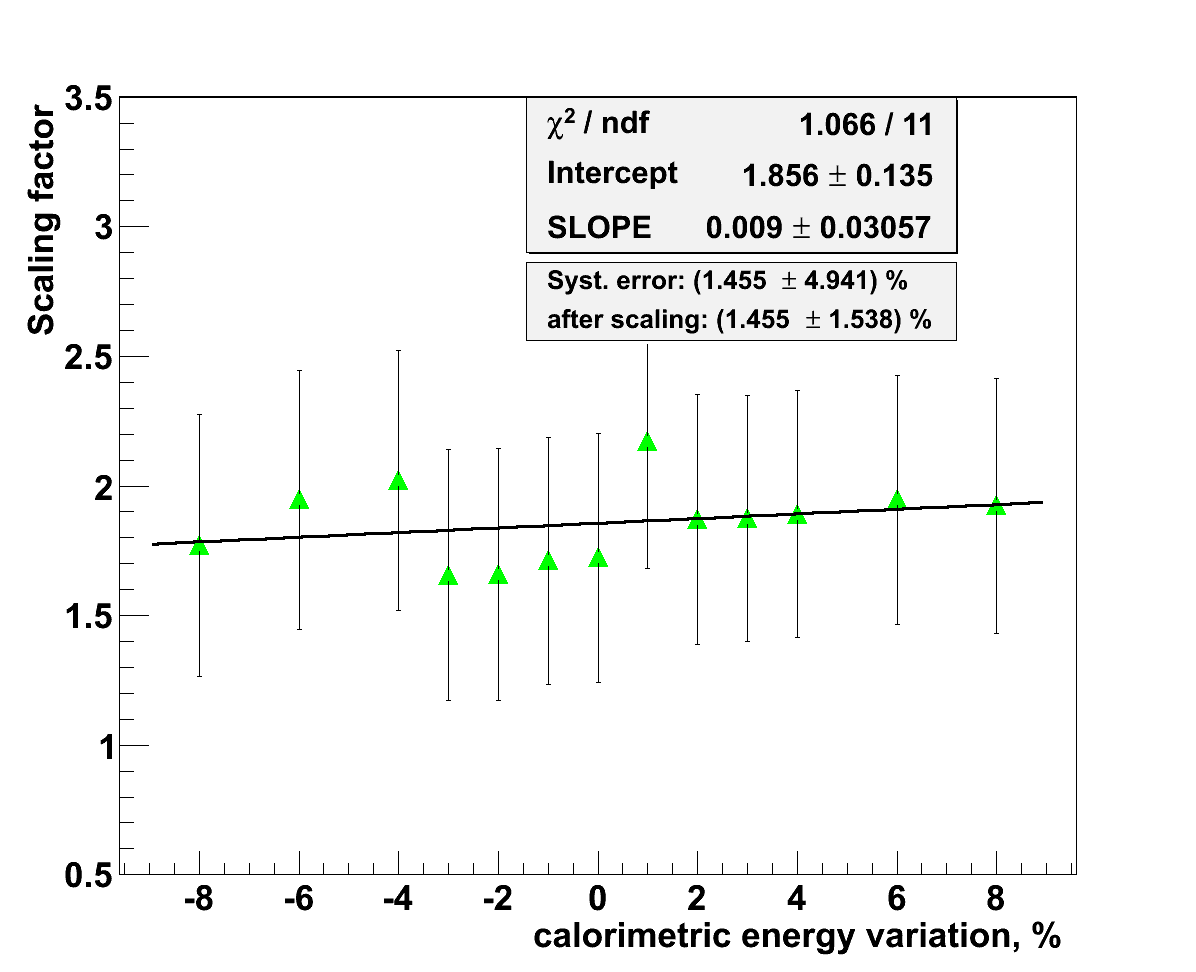 3.5
3
2.5
2
1.5
1
0.5
Scaling factor
χ² / ndf 1.066 / 11
Intercept 1.856 ± 0.135
SLOPE 0.009 ± 0.03057
Syst. error: (1.455 ± 4.941) %
after scaling: (1.455 ± 1.538) %
-8 -6 -4 -2 0 2 4 6 8
calorimetric energy variation, %